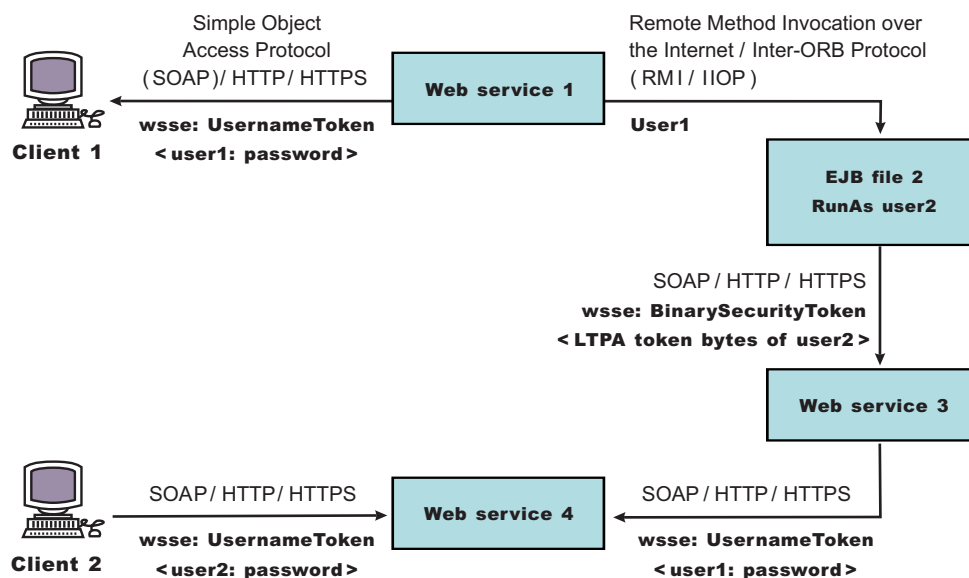 Simple Object
Access Protocol
(SOAP)/ HTTP/ HTTPS
wsse: UsernameToken
<user1: password>
Client 1
Web service 1
Remote Method Invocation over
the Internet / Inter-ORB Protocol
(RMI / IIOP)
User1
EJB file 2
RunAs user2
SOAP / HTTP / HTTPS
wsse: BinarySecurityToken
<LTPA token bytes of user2>
Web service 3
Client 2
SOAP/ HTTP/ HTTPS
wsse: UsernameToken
<user2: password>
Web service 4
SOAP / HTTP / HTTPS
wsse: UsernameToken
<user1: password>